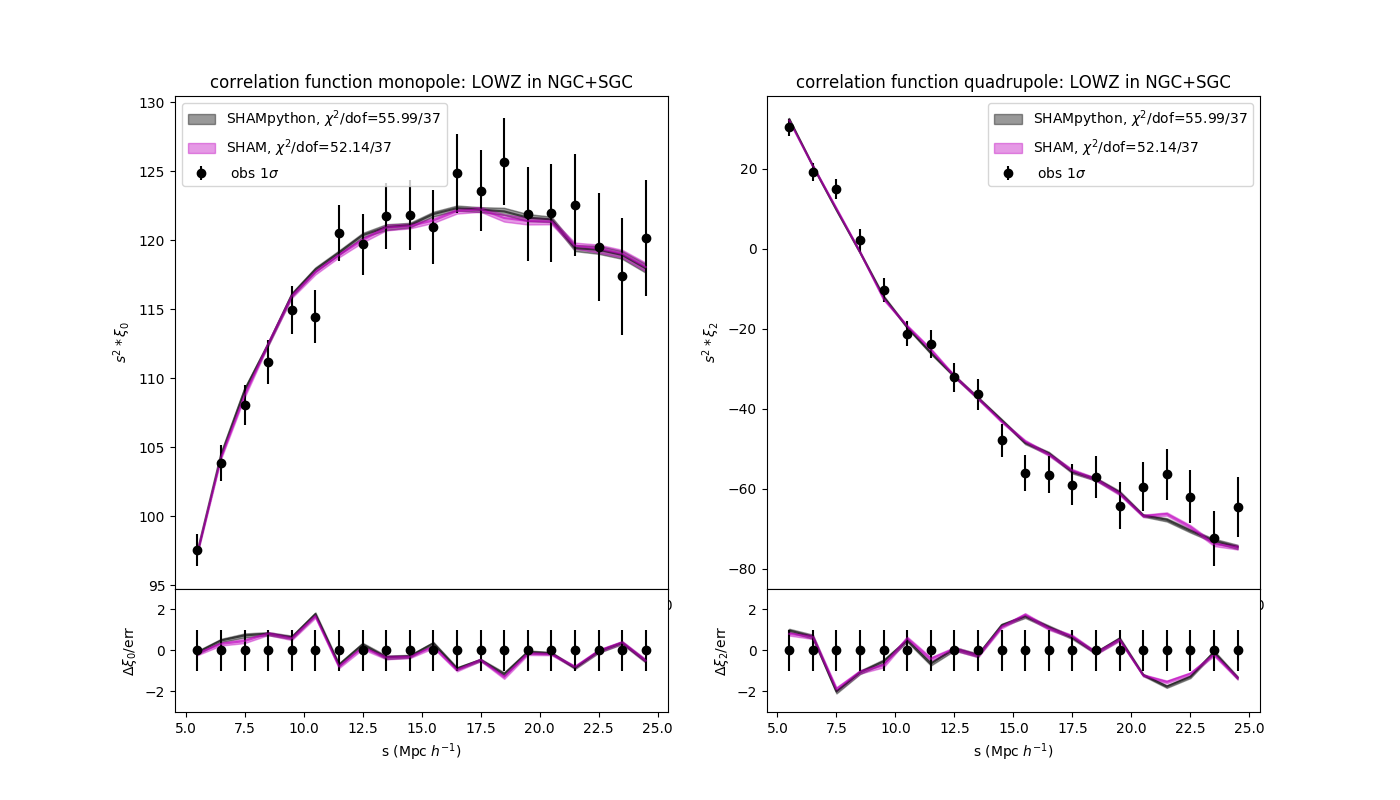 correlation function monopole: LOWZ in NGC+SGC
SHAMpython, χ²/dof=55.99/37
SHAM, χ²/dof=52.14/37
obs 1σ
130
125
120
115
110
105
100
95
s² * ξ₀
2
0
−2
Δξ₀/err
5.0 7.5 10.0 12.5 15.0 17.5 20.0 22.5 25.0
s (Mpc h⁻¹)
correlation function quadrupole: LOWZ in NGC+SGC
SHAMpython, χ²/dof=55.99/37
SHAM, χ²/dof=52.14/37
obs 1σ
20
0
−20
−40
−60
−80
s² * ξ₂
2
0
−2
Δξ₂/err
5.0 7.5 10.0 12.5 15.0 17.5 20.0 22.5 25.0
s (Mpc h⁻¹)